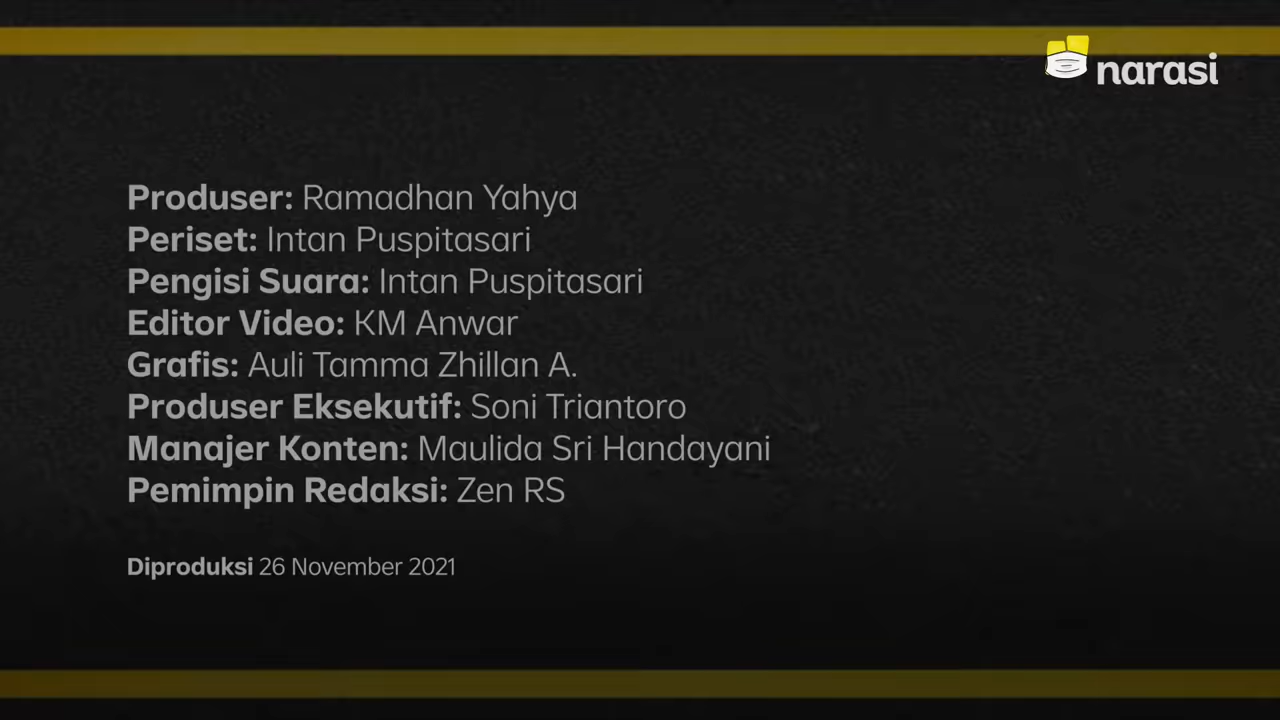 narasi
Produser: Ramadhan Yahya
Periset: Intan Puspitasari
Pengisi Suara: Intan Puspitasari
Editor Video: KM Anwar
Grafis: Auli Tamma Zhillan A.
Produser Eksekutif: Soni Triantoro
Manajer Konten: Maulida Sri Handayani
Pemimpin Redaksi: Zen RS
Diproduksi 26 November 2021